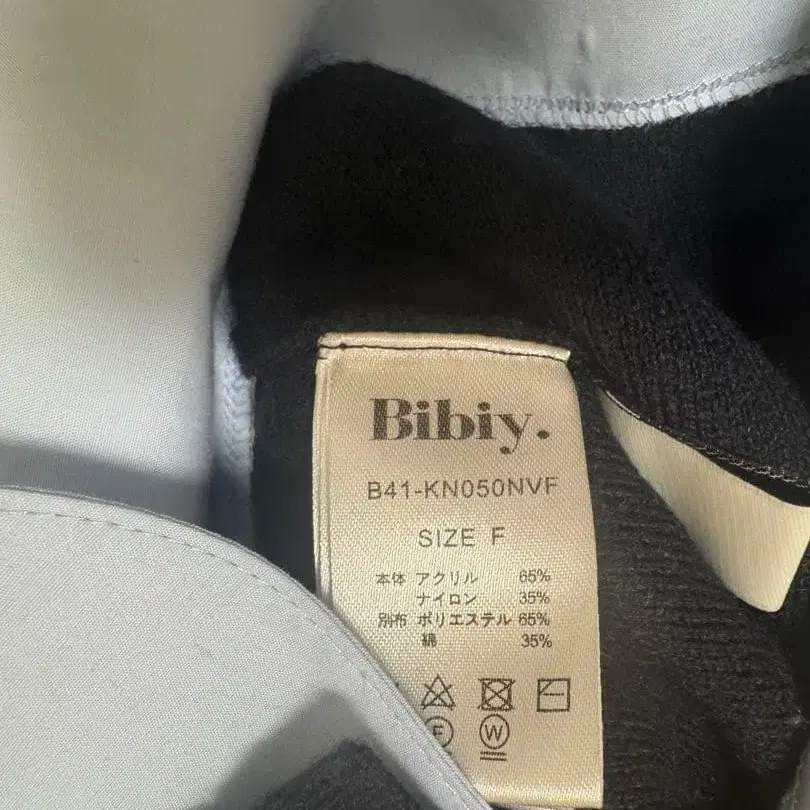 Bibiy.
B41-KN050NVF
SIZE F
本体 アクリル 65%
ナイロン 35%
別布 ポリエステル 65%
綿 35%
F
W